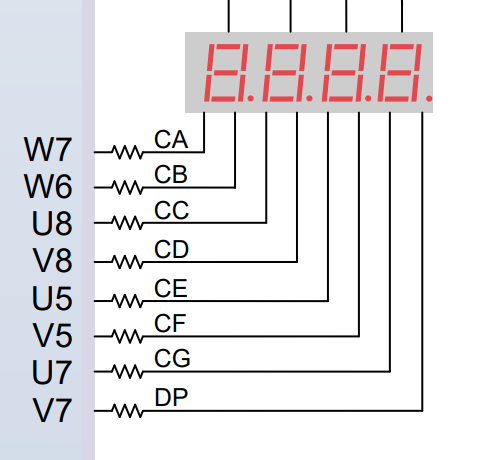 W7 CA
W6 CB
U8 CC
V8 CD
U5 CE
V5 CF
U7 CG
V7 DP